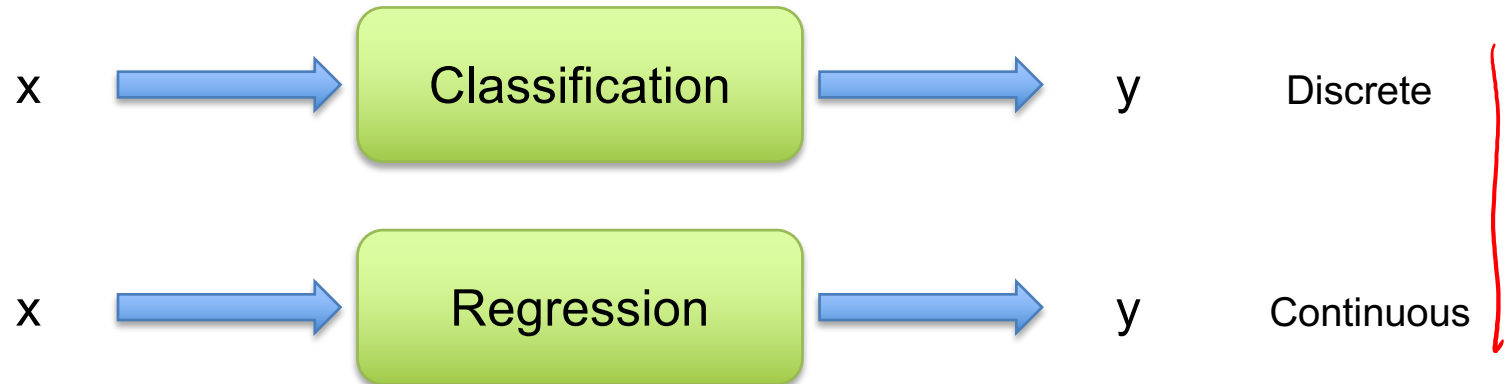 x Classification y Discrete
x Regression y Continuous